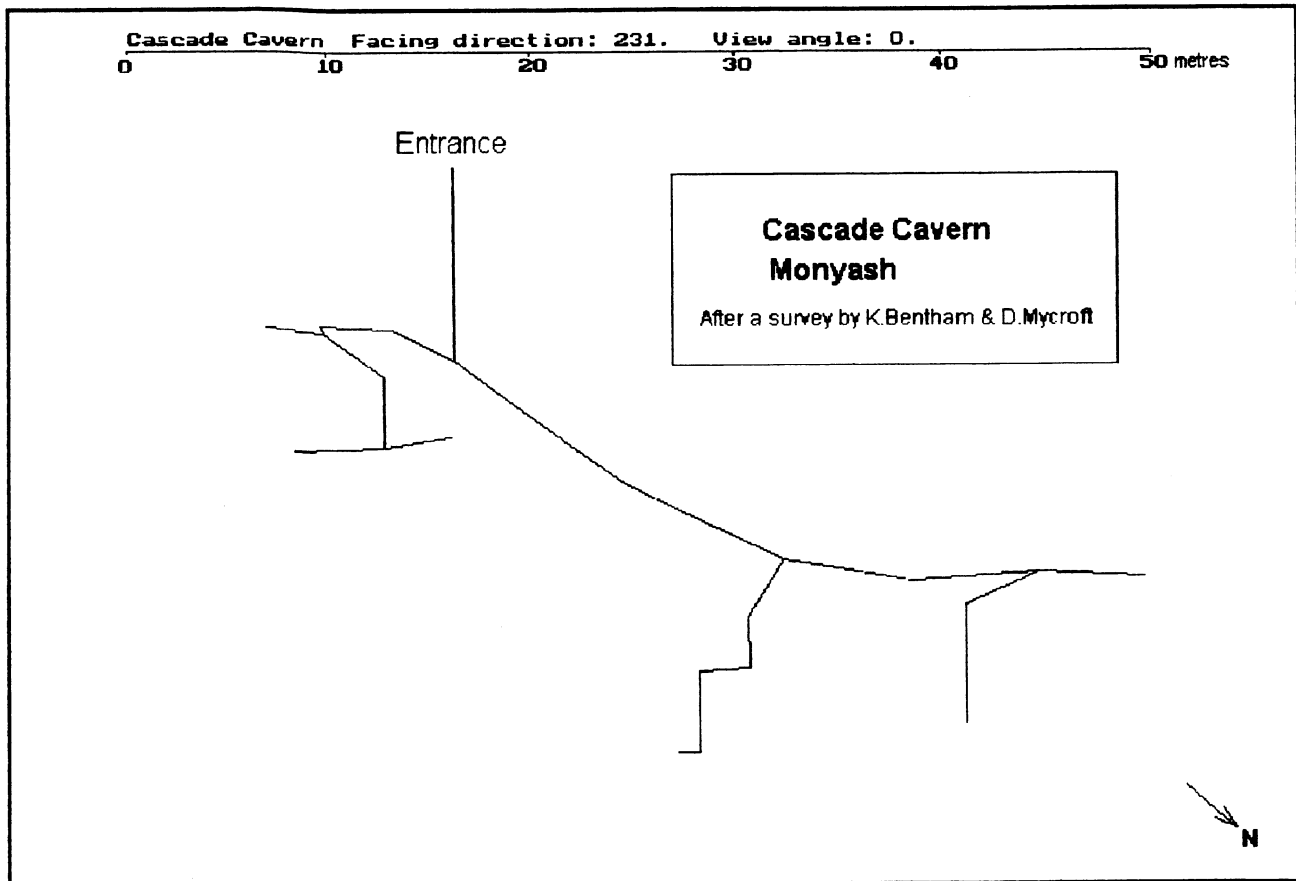 Cascade Cavern Facing direction: 231. View angle: 0.
0 10 20 30 40 50 metres
Entrance
Cascade Cavern
Monyash
After a survey by K.Bentham & D.Mycroft
N